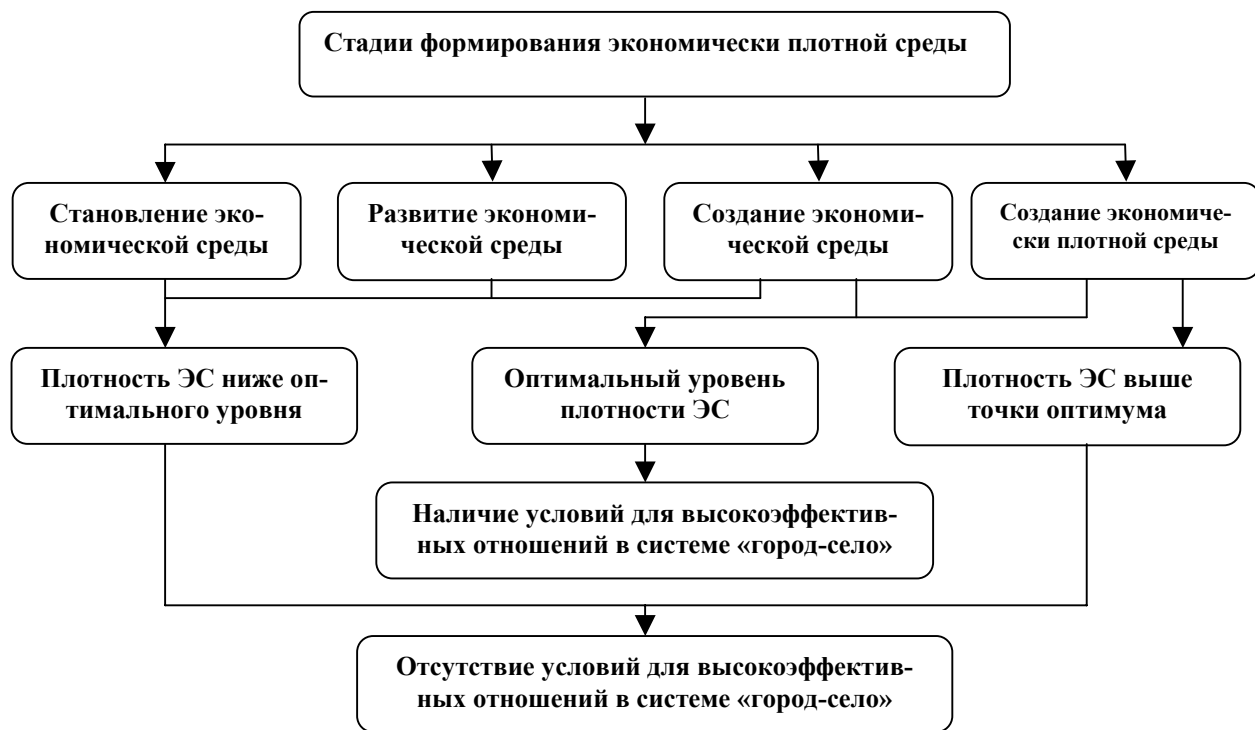 Стадии формирования экономически плотной среды
Становление эко-
номической среды
Развитие экономи-
ческой среды
Создание экономи-
ческой среды
Создание экономиче-
ски плотной среды
Плотность ЭС ниже оп-
тимального уровня
Оптимальный уровень
плотности ЭС
Плотность ЭС выше
точки оптимума
Наличие условий для высокоэффектив-
ных отношений в системе «город-село»
Отсутствие условий для высокоэффектив-
ных отношений в системе «город-село»